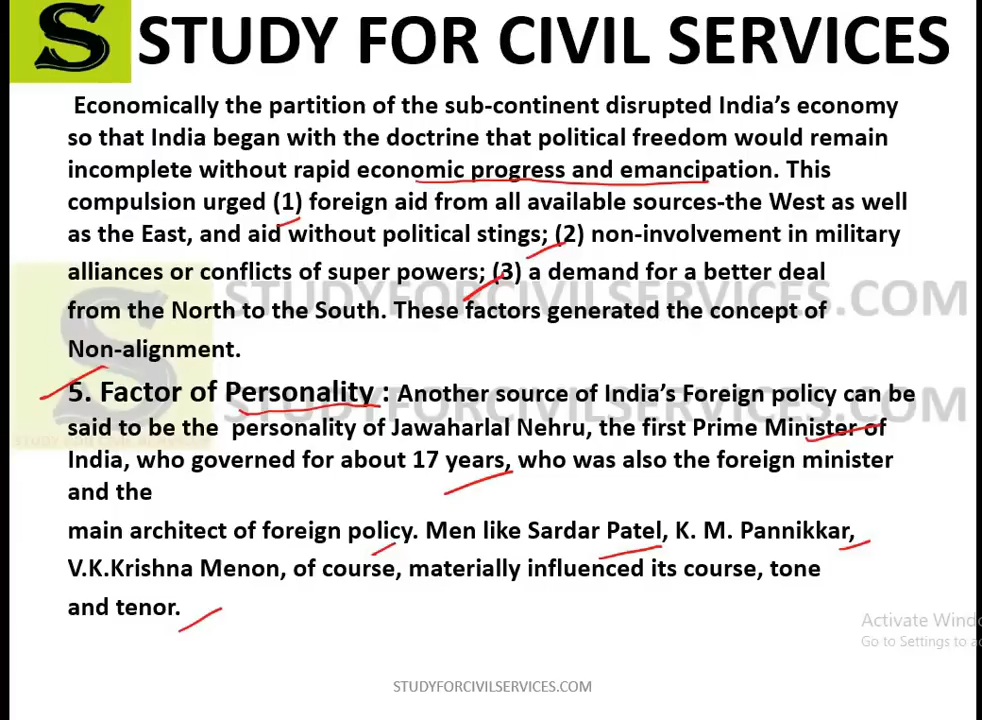 S STUDY FOR CIVIL SERVICES
Economically the partition of the sub-continent disrupted India's economy
so that India began with the doctrine that political freedom would remain
incomplete without rapid economic progress and emancipation. This
compulsion urged (1) foreign aid from all available sources-the West as well
as the East, and aid without political stings; (2) non-involvement in military
alliances or conflicts of super powers; (3) a demand for a better deal
STUDYFORCIVILSERVICES.COM
from the North to the South. These factors generated the concept of
Non-alignment.
5. Factor of Personality : Another source of India's Foreign policy can be
STUDYFORCIVILSERVICES.COM
said to be the personality of Jawaharlal Nehru, the first Prime Minister of
STUDY FOR CIVIL SERVICES
India, who governed for about 17 years, who was also the foreign minister
and the
main architect of foreign policy. Men like Sardar Patel, K. M. Pannikkar,
V.K.Krishna Menon, of course, materially influenced its course, tone
and tenor.
Activate Windo
Go to Settings to a
STUDYFORCIVILSERVICES.COM